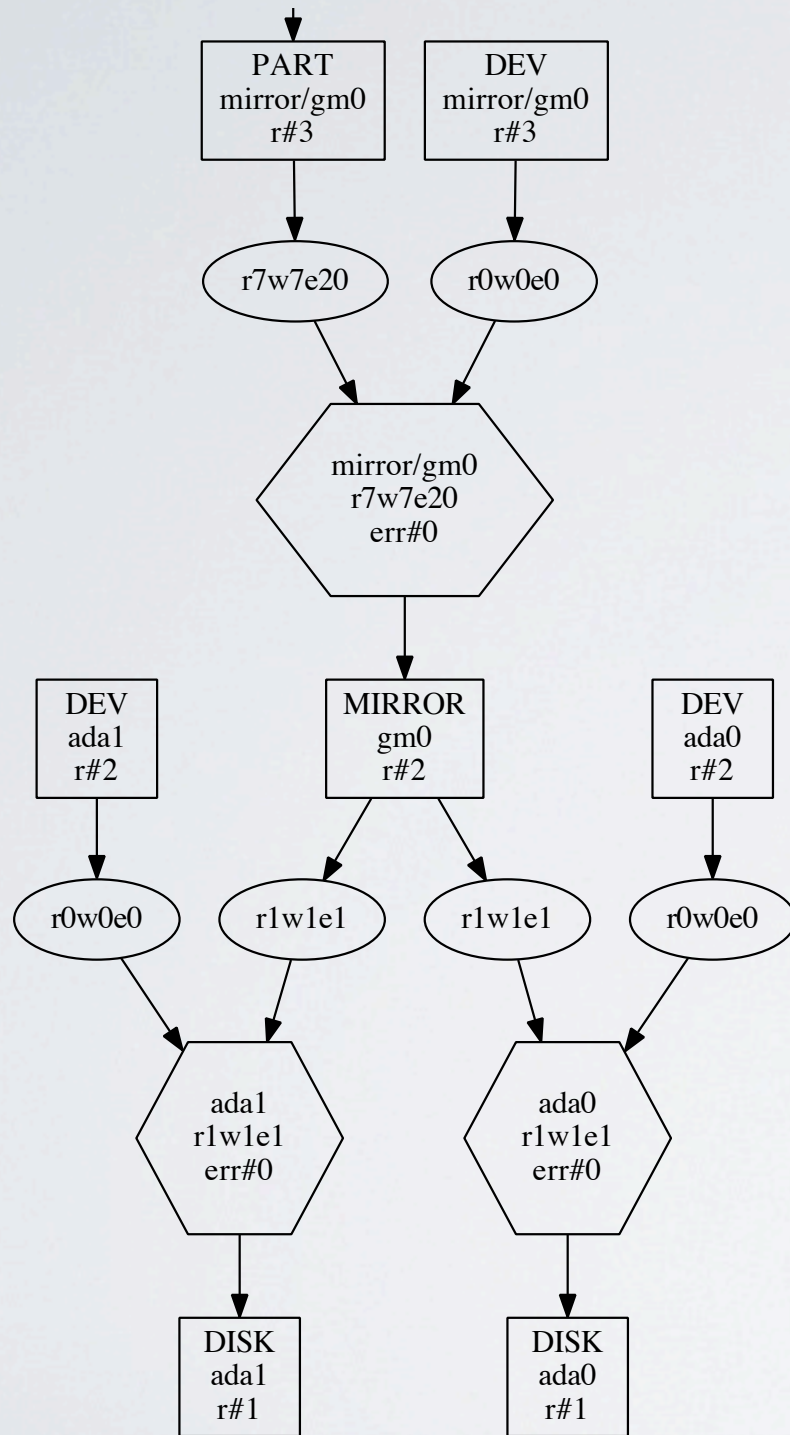 PART
mirror/gm0
r#3
DEV
mirror/gm0
r#3
r7w7e20
r0w0e0
mirror/gm0
r7w7e20
err#0
DEV
ada1
r#2
MIRROR
gm0
r#2
DEV
ada0
r#2
r0w0e0
r1w1e1
r1w1e1
r0w0e0
ada1
r1w1e1
err#0
ada0
r1w1e1
err#0
DISK
ada1
r#1
DISK
ada0
r#1